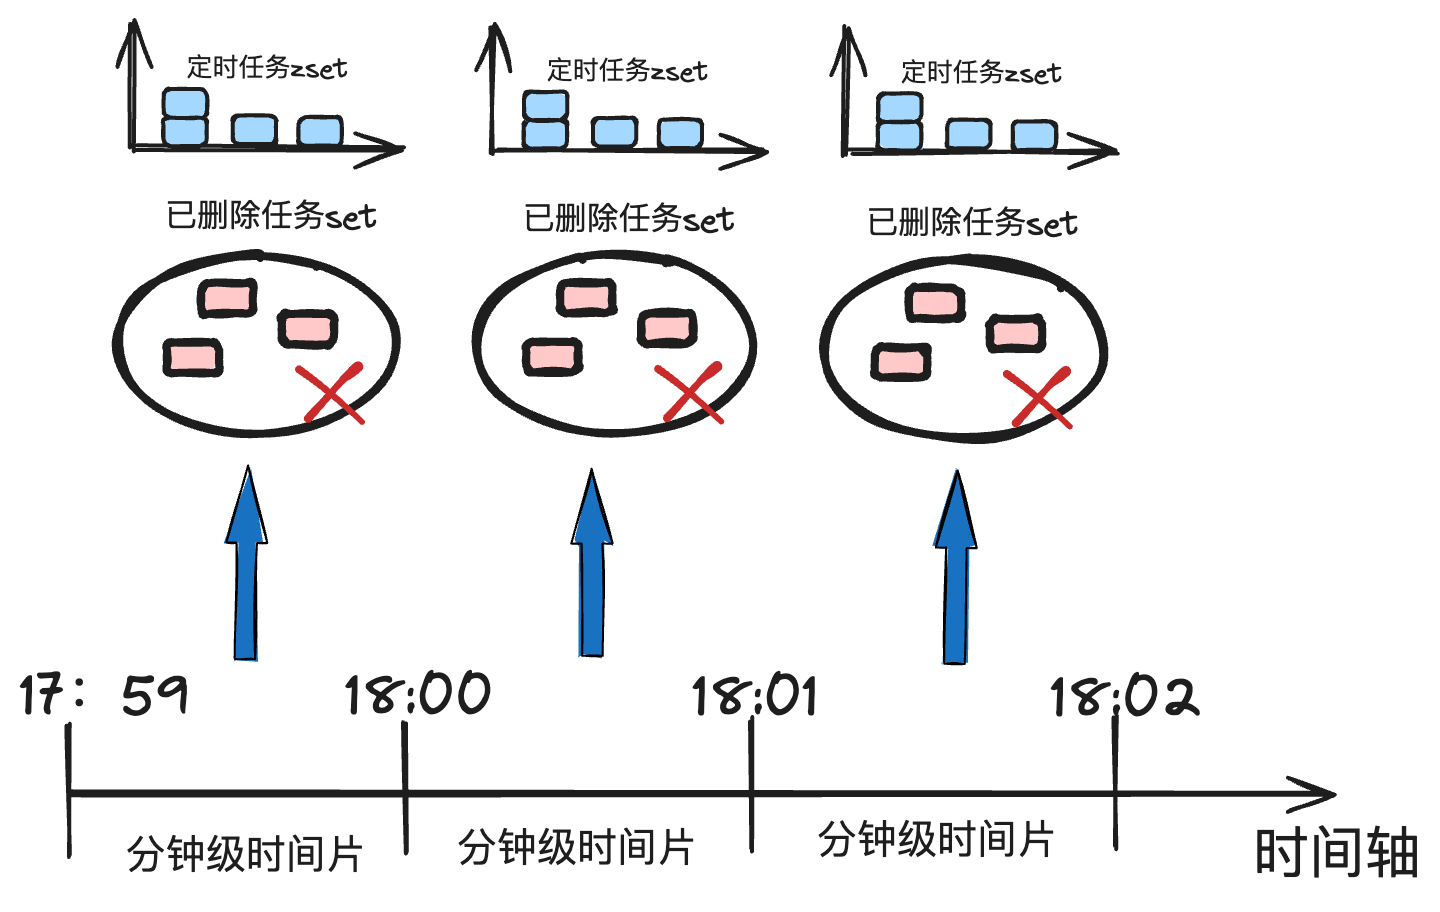 定时任务zset
定时任务zset
定时任务zset
已删除任务set
已删除任务set
已删除任务set
17: 59
18:00
18:01
18:02
分钟级时间片
分钟级时间片
分钟级时间片
时间轴